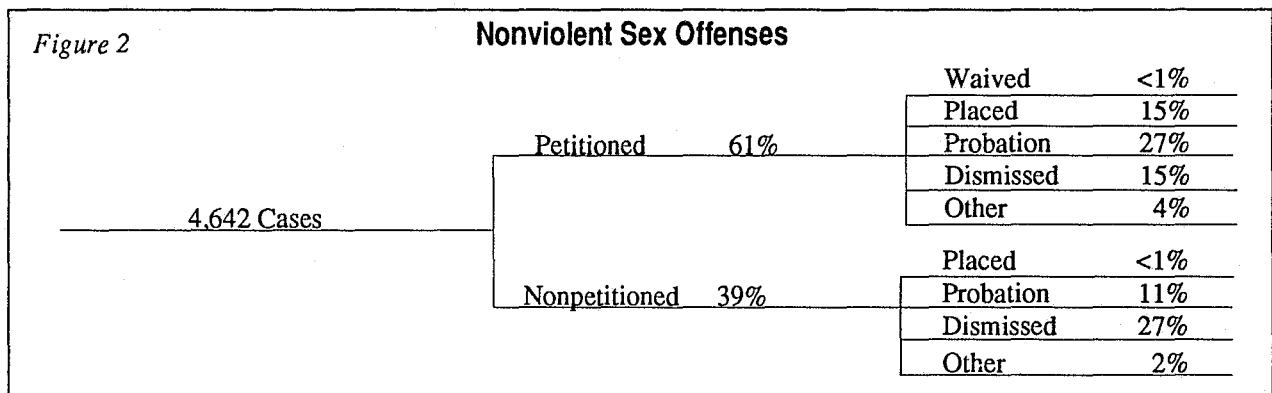 Figure 2
Nonviolent Sex Offenses
Waived <1%
Placed 15%
Petitioned 61%
Probation 27%
Dismissed 15%
Other 4%
4,642 Cases
Placed <1%
Nonpetitioned 39%
Probation 11%
Dismissed 27%
Other 2%